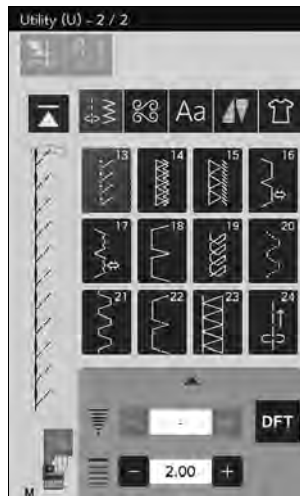 Utility (U) - 2 / 2
Aa
13 14 15 16
17 18 19 20
21 22 23 24
-
DFT
- 2.00 +
M